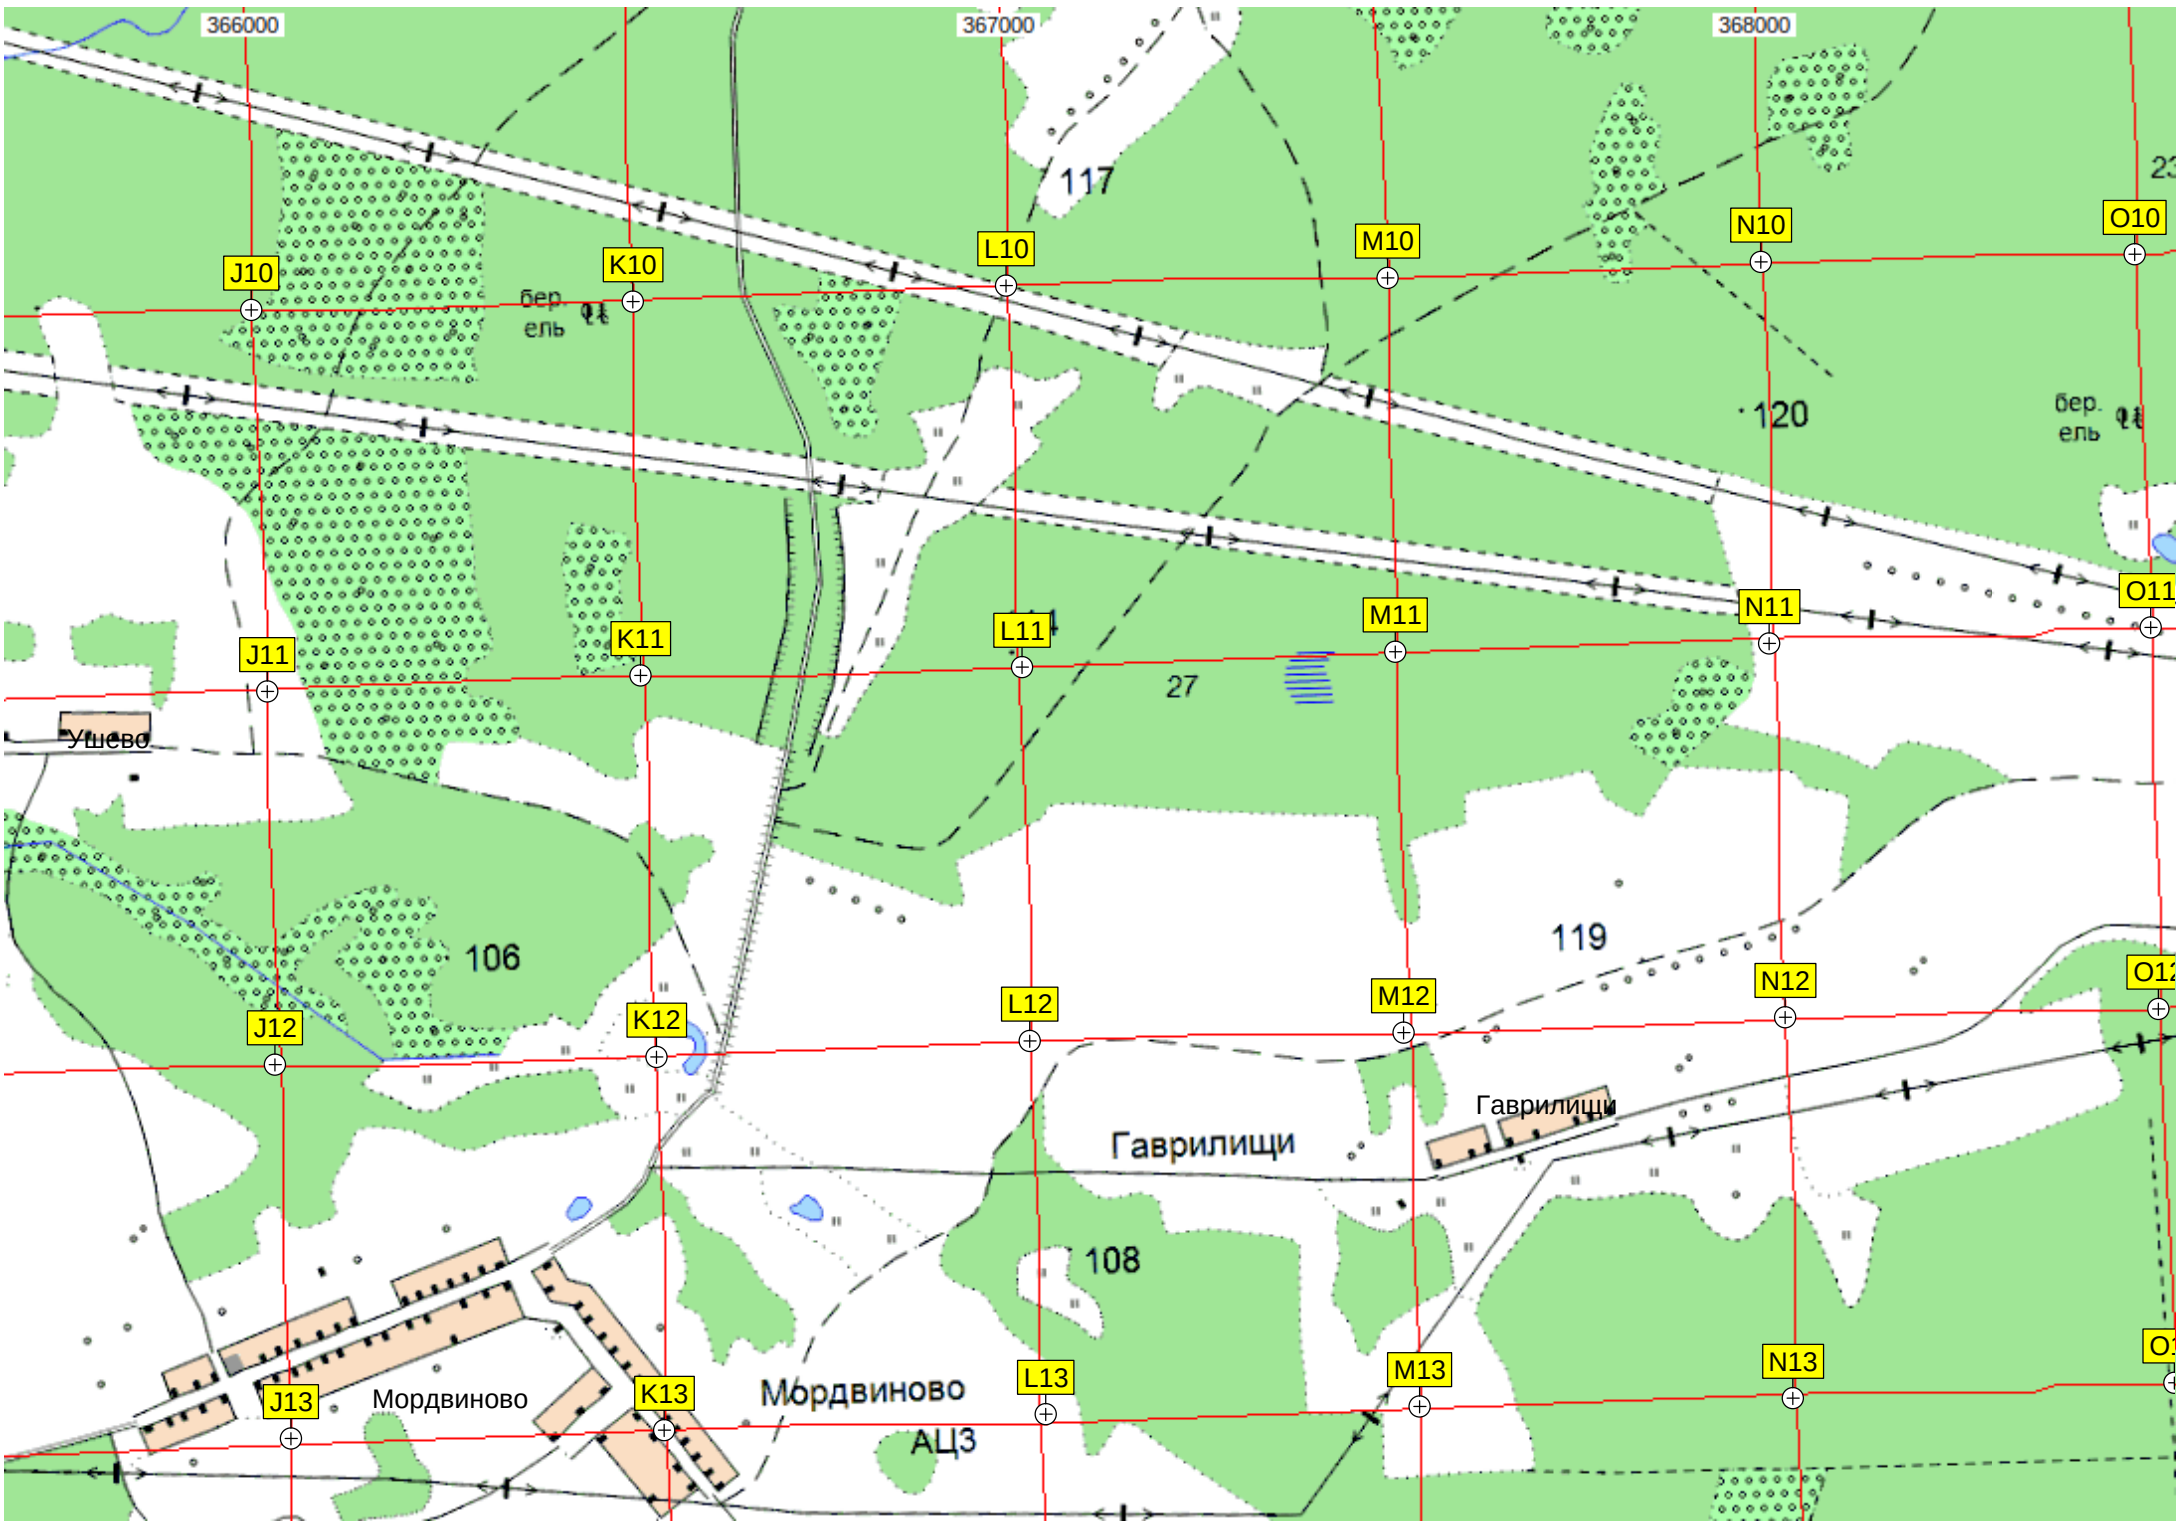 366000
367000
368000
117
23
J10
K10
L10
M10
N10
O10
бер.
ель
120
бер.
ель
J11
K11
L11
M11
N11
O11
27
Ушево
106
119
J12
K12
L12
M12
N12
O12
Гаврилищи
Гаврилищи
108
J13
Мордвиново
K13
Мордвиново
АЦЗ
L13
M13
N13